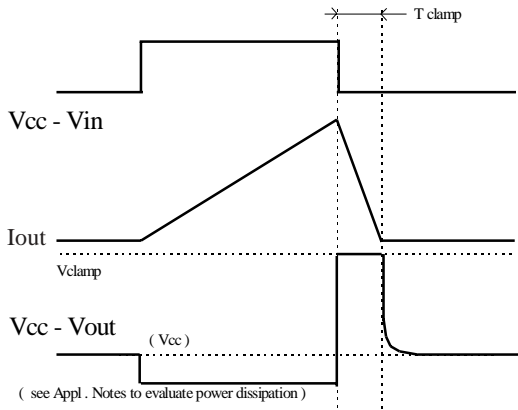 T clamp
Vcc - Vin
Iout
Vclamp
Vcc - Vout
( Vcc )
( see Appl . Notes to evaluate power dissipation )